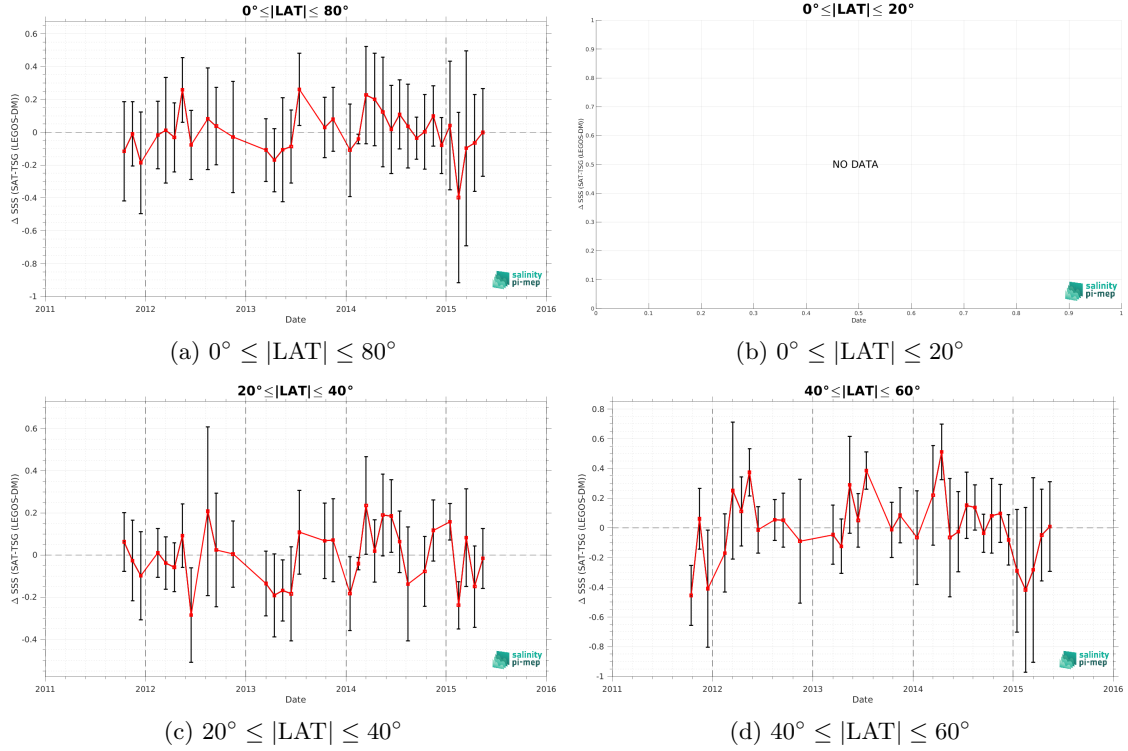 0°≤|LAT|≤ 80°
Δ SSS (SAT-TSG (LEGOS-DM))
0.6
0.4
0.2
0
-0.2
-0.4
-0.6
-0.8
-1
2011 2012 2013 2014 2015 2016
Date
salinity
pi-mep
(a) 0° ≤ |LAT| ≤ 80°
0°≤|LAT|≤ 20°
Δ SSS (SAT-TSG (LEGOS-DM))
1
0.9
0.8
0.7
0.6
0.5
0.4
0.3
0.2
0.1
0
NO DATA
0 0.1 0.2 0.3 0.4 0.5 0.6 0.7 0.8 0.9 1
Date
salinity
pi-mep
(b) 0° ≤ |LAT| ≤ 20°
20°≤|LAT|≤ 40°
Δ SSS (SAT-TSG (LEGOS-DM))
0.6
0.4
0.2
0
-0.2
-0.4
2011 2012 2013 2014 2015 2016
Date
salinity
pi-mep
(c) 20° ≤ |LAT| ≤ 40°
40°≤|LAT|≤ 60°
Δ SSS (SAT-TSG (LEGOS-DM))
0.8
0.6
0.4
0.2
0
-0.2
-0.4
-0.6
-0.8
-1
2011 2012 2013 2014 2015 2016
Date
salinity
pi-mep
(d) 40° ≤ |LAT| ≤ 60°